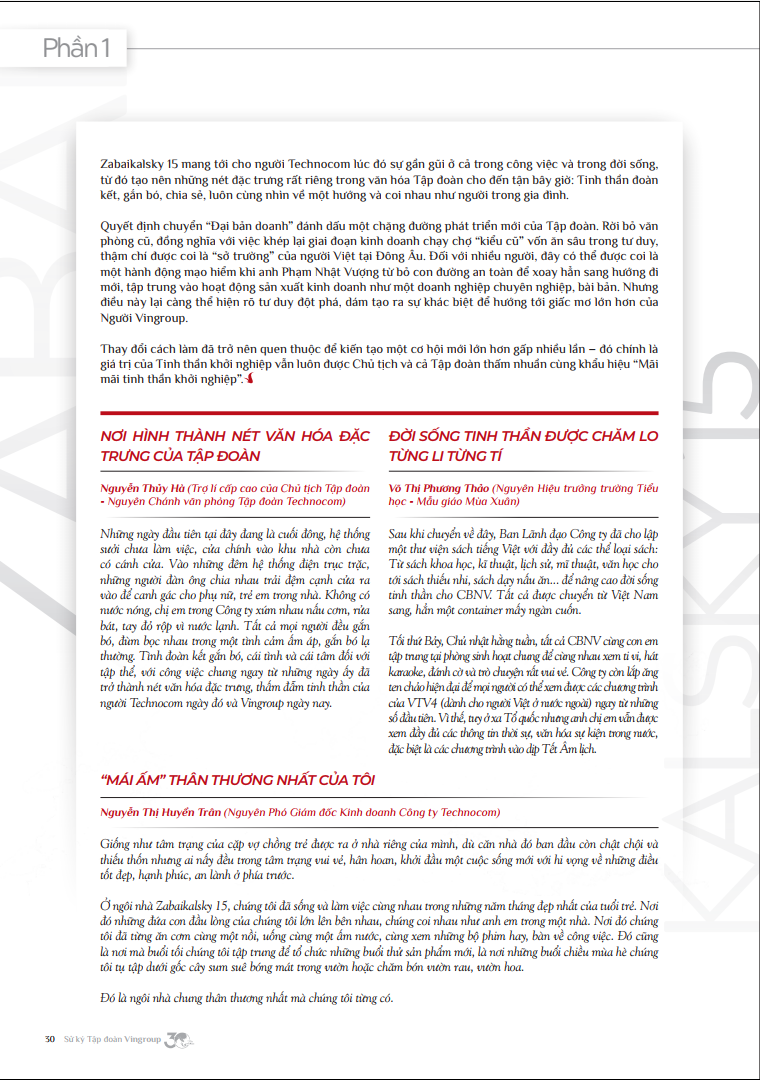 Phần 1
Zabaikalsky 15 mang tới cho người Technocom lúc đó sự gần gũi ở cả trong công việc và trong đời sống,
từ đó tạo nên những nét đặc trưng rất riêng trong văn hóa Tập đoàn cho đến tận bây giờ: Tinh thần đoàn
kết, gắn bó, chia sẻ, luôn cùng nhìn về một hướng và coi nhau như người trong gia đình.
Quyết định chuyển “Đại bản doanh” đánh dấu một chặng đường phát triển mới của Tập đoàn. Rời bỏ văn
phòng cũ, đồng nghĩa với việc khép lại giai đoạn kinh doanh chạy chợ “kiểu cũ” vốn ăn sâu trong tư duy,
thậm chí được coi là “sở trường” của người Việt tại Đông Âu. Đối với nhiều người, đây có thể được coi là
một hành động mạo hiểm khi anh Phạm Nhật Vượng từ bỏ con đường an toàn để xoay hẳn sang hướng đi
mới, tập trung vào hoạt động sản xuất kinh doanh như một doanh nghiệp chuyên nghiệp, bài bản. Nhưng
điều này lại càng thể hiện rõ tư duy đột phá, dám tạo ra sự khác biệt để hướng tới giấc mơ lớn hơn của
Người Vingroup.
Thay đổi cách làm đã trở nên quen thuộc để kiến tạo một cơ hội mới lớn hơn gấp nhiều lần – đó chính là
giá trị của Tinh thần khởi nghiệp vẫn luôn được Chủ tịch và cả Tập đoàn thấm nhuần cùng khẩu hiệu “Mãi
mãi tinh thần khởi nghiệp”.
NƠI HÌNH THÀNH NÉT VĂN HÓA ĐẶC
TRƯNG CỦA TẬP ĐOÀN
Nguyễn Thủy Hà (Trợ lí cấp cao của Chủ tịch Tập đoàn
- Nguyên Chánh văn phòng Tập đoàn Technocom)
Những ngày đầu tiên tại đây đang là cuối đông, hệ thống
sưởi chưa làm việc, cửa chính vào khu nhà còn chưa
có cánh cửa. Vào những đêm hệ thống điện trục trặc,
những người đàn ông chia nhau trải đệm cạnh cửa ra
vào để canh gác cho phụ nữ, trẻ em trong nhà. Không có
nước nóng, chị em trong Công ty xúm nhau nấu cơm, rửa
bát, tay đỏ rộp vì nước lạnh. Tất cả mọi người đều gắn
bó, đùm bọc nhau trong một tình cảm ấm áp, gắn bó lạ
thường. Tình đoàn kết gắn bó, cái tình và cái tâm đối với
tập thể, với công việc chung ngay từ những ngày ấy đã
trở thành nét văn hóa đặc trưng, thấm đẫm tinh thần của
người Technocom ngày đó và Vingroup ngày nay.
ĐỜI SỐNG TINH THẦN ĐƯỢC CHĂM LO
TỪNG LI TỪNG TÍ
Võ Thị Phương Thảo (Nguyên Hiệu trưởng trường Tiểu
học - Mẫu giáo Mùa Xuân)
Sau khi chuyển về đây, Ban Lãnh đạo Công ty đã cho lập
một thư viện sách tiếng Việt với đầy đủ các thể loại sách:
Từ sách khoa học, kĩ thuật, lịch sử, mĩ thuật, văn học cho
tới sách thiếu nhi, sách dạy nấu ăn... để nâng cao đời sống
tinh thần cho CBNV. Tất cả được chuyển từ Việt Nam
sang, hẳn một container mấy ngàn cuốn.
Tối thứ Bảy, Chủ nhật hằng tuần, tất cả CBNV cùng con em
tập trung tại phòng sinh hoạt chung để cùng nhau xem ti vi, hát
karaoke, đánh cờ và trò chuyện rất vui vẻ. Công ty còn lắp ăng
ten chảo hiện đại để mọi người có thể xem được các chương trình
của VTV4 (dành cho người Việt ở nước ngoài) ngay từ những
số đầu tiên. Vì thế, tuy ở xa Tổ quốc nhưng anh chị em vẫn được
xem đầy đủ các thông tin thời sự, văn hóa sự kiện trong nước,
đặc biệt là các chương trình vào dịp Tết Âm lịch.
“MÁI ẤM” THÂN THƯƠNG NHẤT CỦA TÔI
Nguyễn Thị Huyền Trân (Nguyên Phó Giám đốc Kinh doanh Công ty Technocom)
Giống như tâm trạng của cặp vợ chồng trẻ được ra ở nhà riêng của mình, dù căn nhà đó ban đầu còn chật chội và
thiếu thốn nhưng ai nấy đều trong tâm trạng vui vẻ, hân hoan, khởi đầu một cuộc sống mới với hi vọng về những điều
tốt đẹp, hạnh phúc, an lành ở phía trước.
Ở ngôi nhà Zabaikalsky 15, chúng tôi đã sống và làm việc cùng nhau trong những năm tháng đẹp nhất của tuổi trẻ. Nơi
đó những đứa con đầu lòng của chúng tôi lớn lên bên nhau, chúng coi nhau như anh em trong một nhà. Nơi đó chúng
tôi đã từng ăn cơm cùng một nồi, uống cùng một ấm nước, cùng xem những bộ phim hay, bàn về công việc. Đó cũng
là nơi mà buổi tối chúng tôi tập trung để tổ chức những buổi thử sản phẩm mới, là nơi những buổi chiều mùa hè chúng
tôi tụ tập dưới gốc cây sum suê bóng mát trong vườn hoặc chăm bón vườn rau, vườn hoa.
Đó là ngôi nhà chung thân thương nhất mà chúng tôi từng có.
30 Sử ký Tập đoàn Vingroup 30